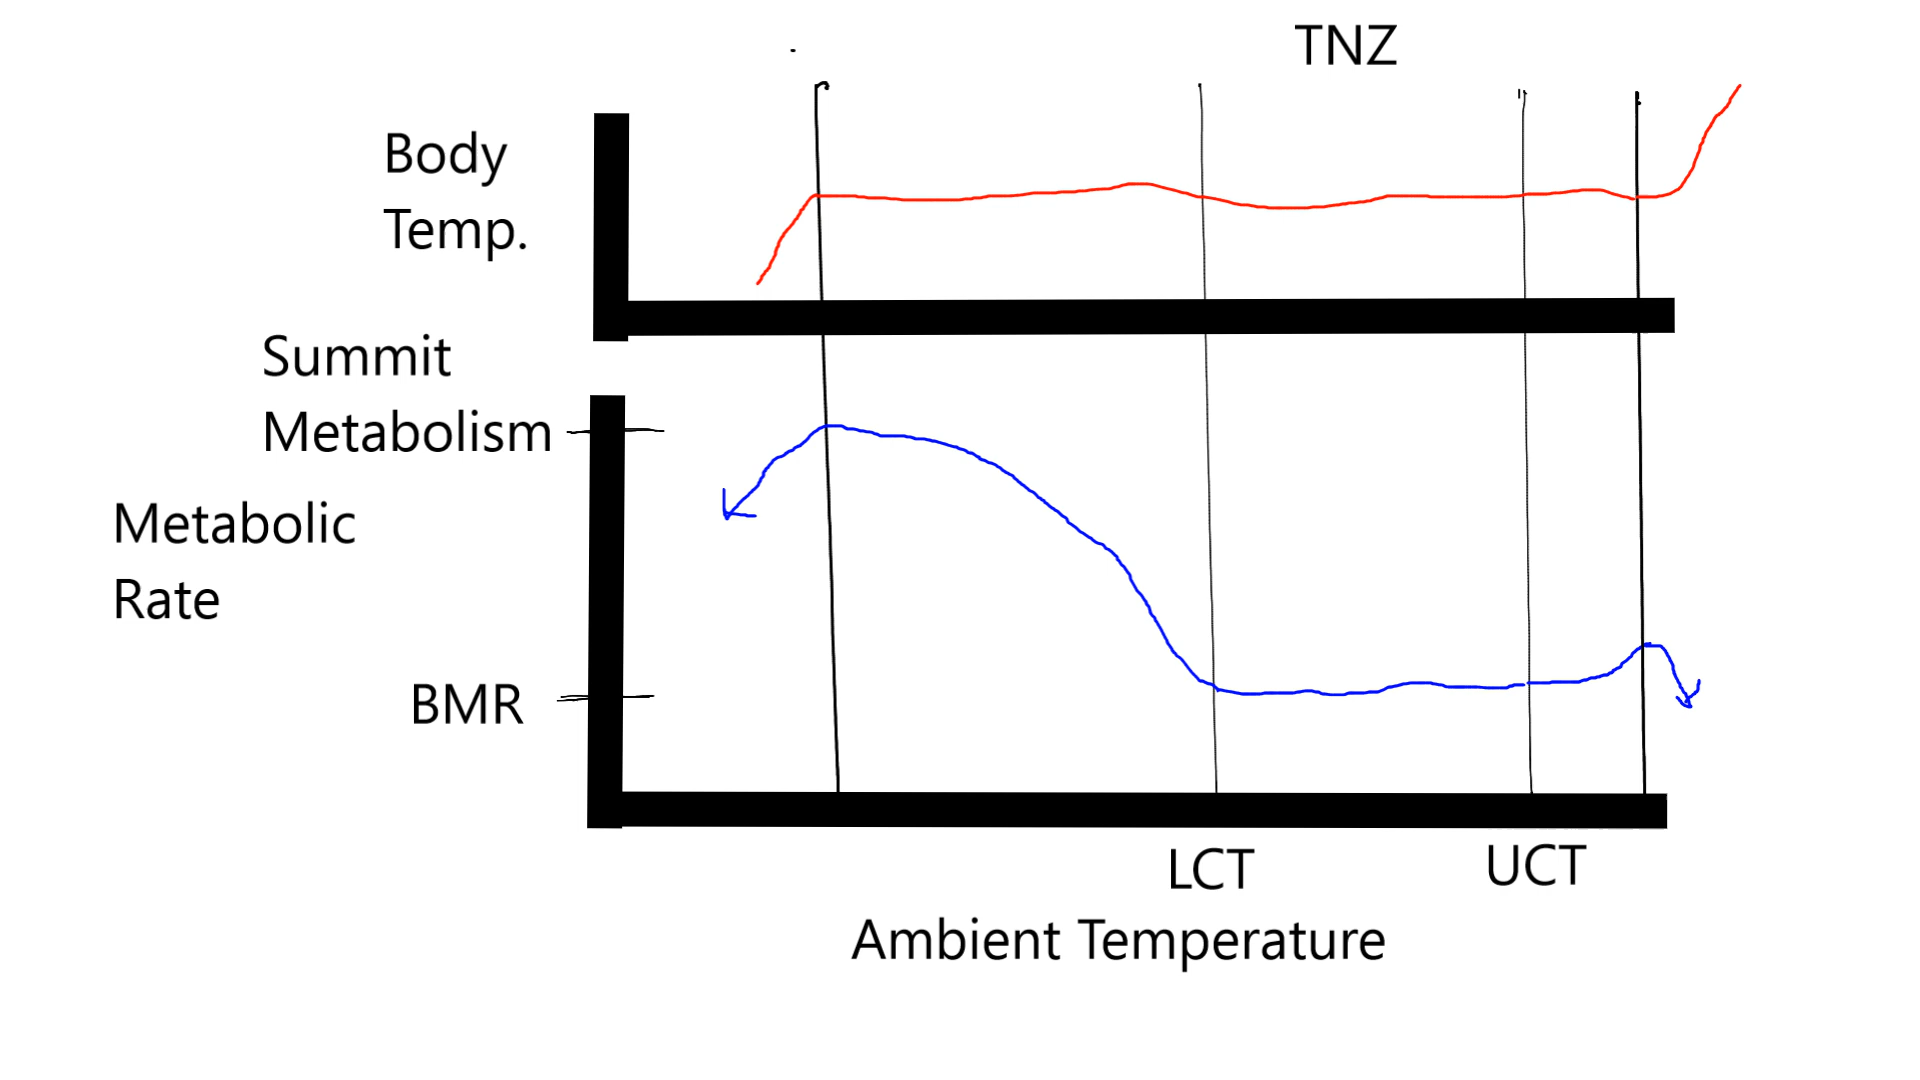 TNZ
Body
Temp.
Summit
Metabolism
Metabolic
Rate
BMR
LCT
UCT
Ambient Temperature